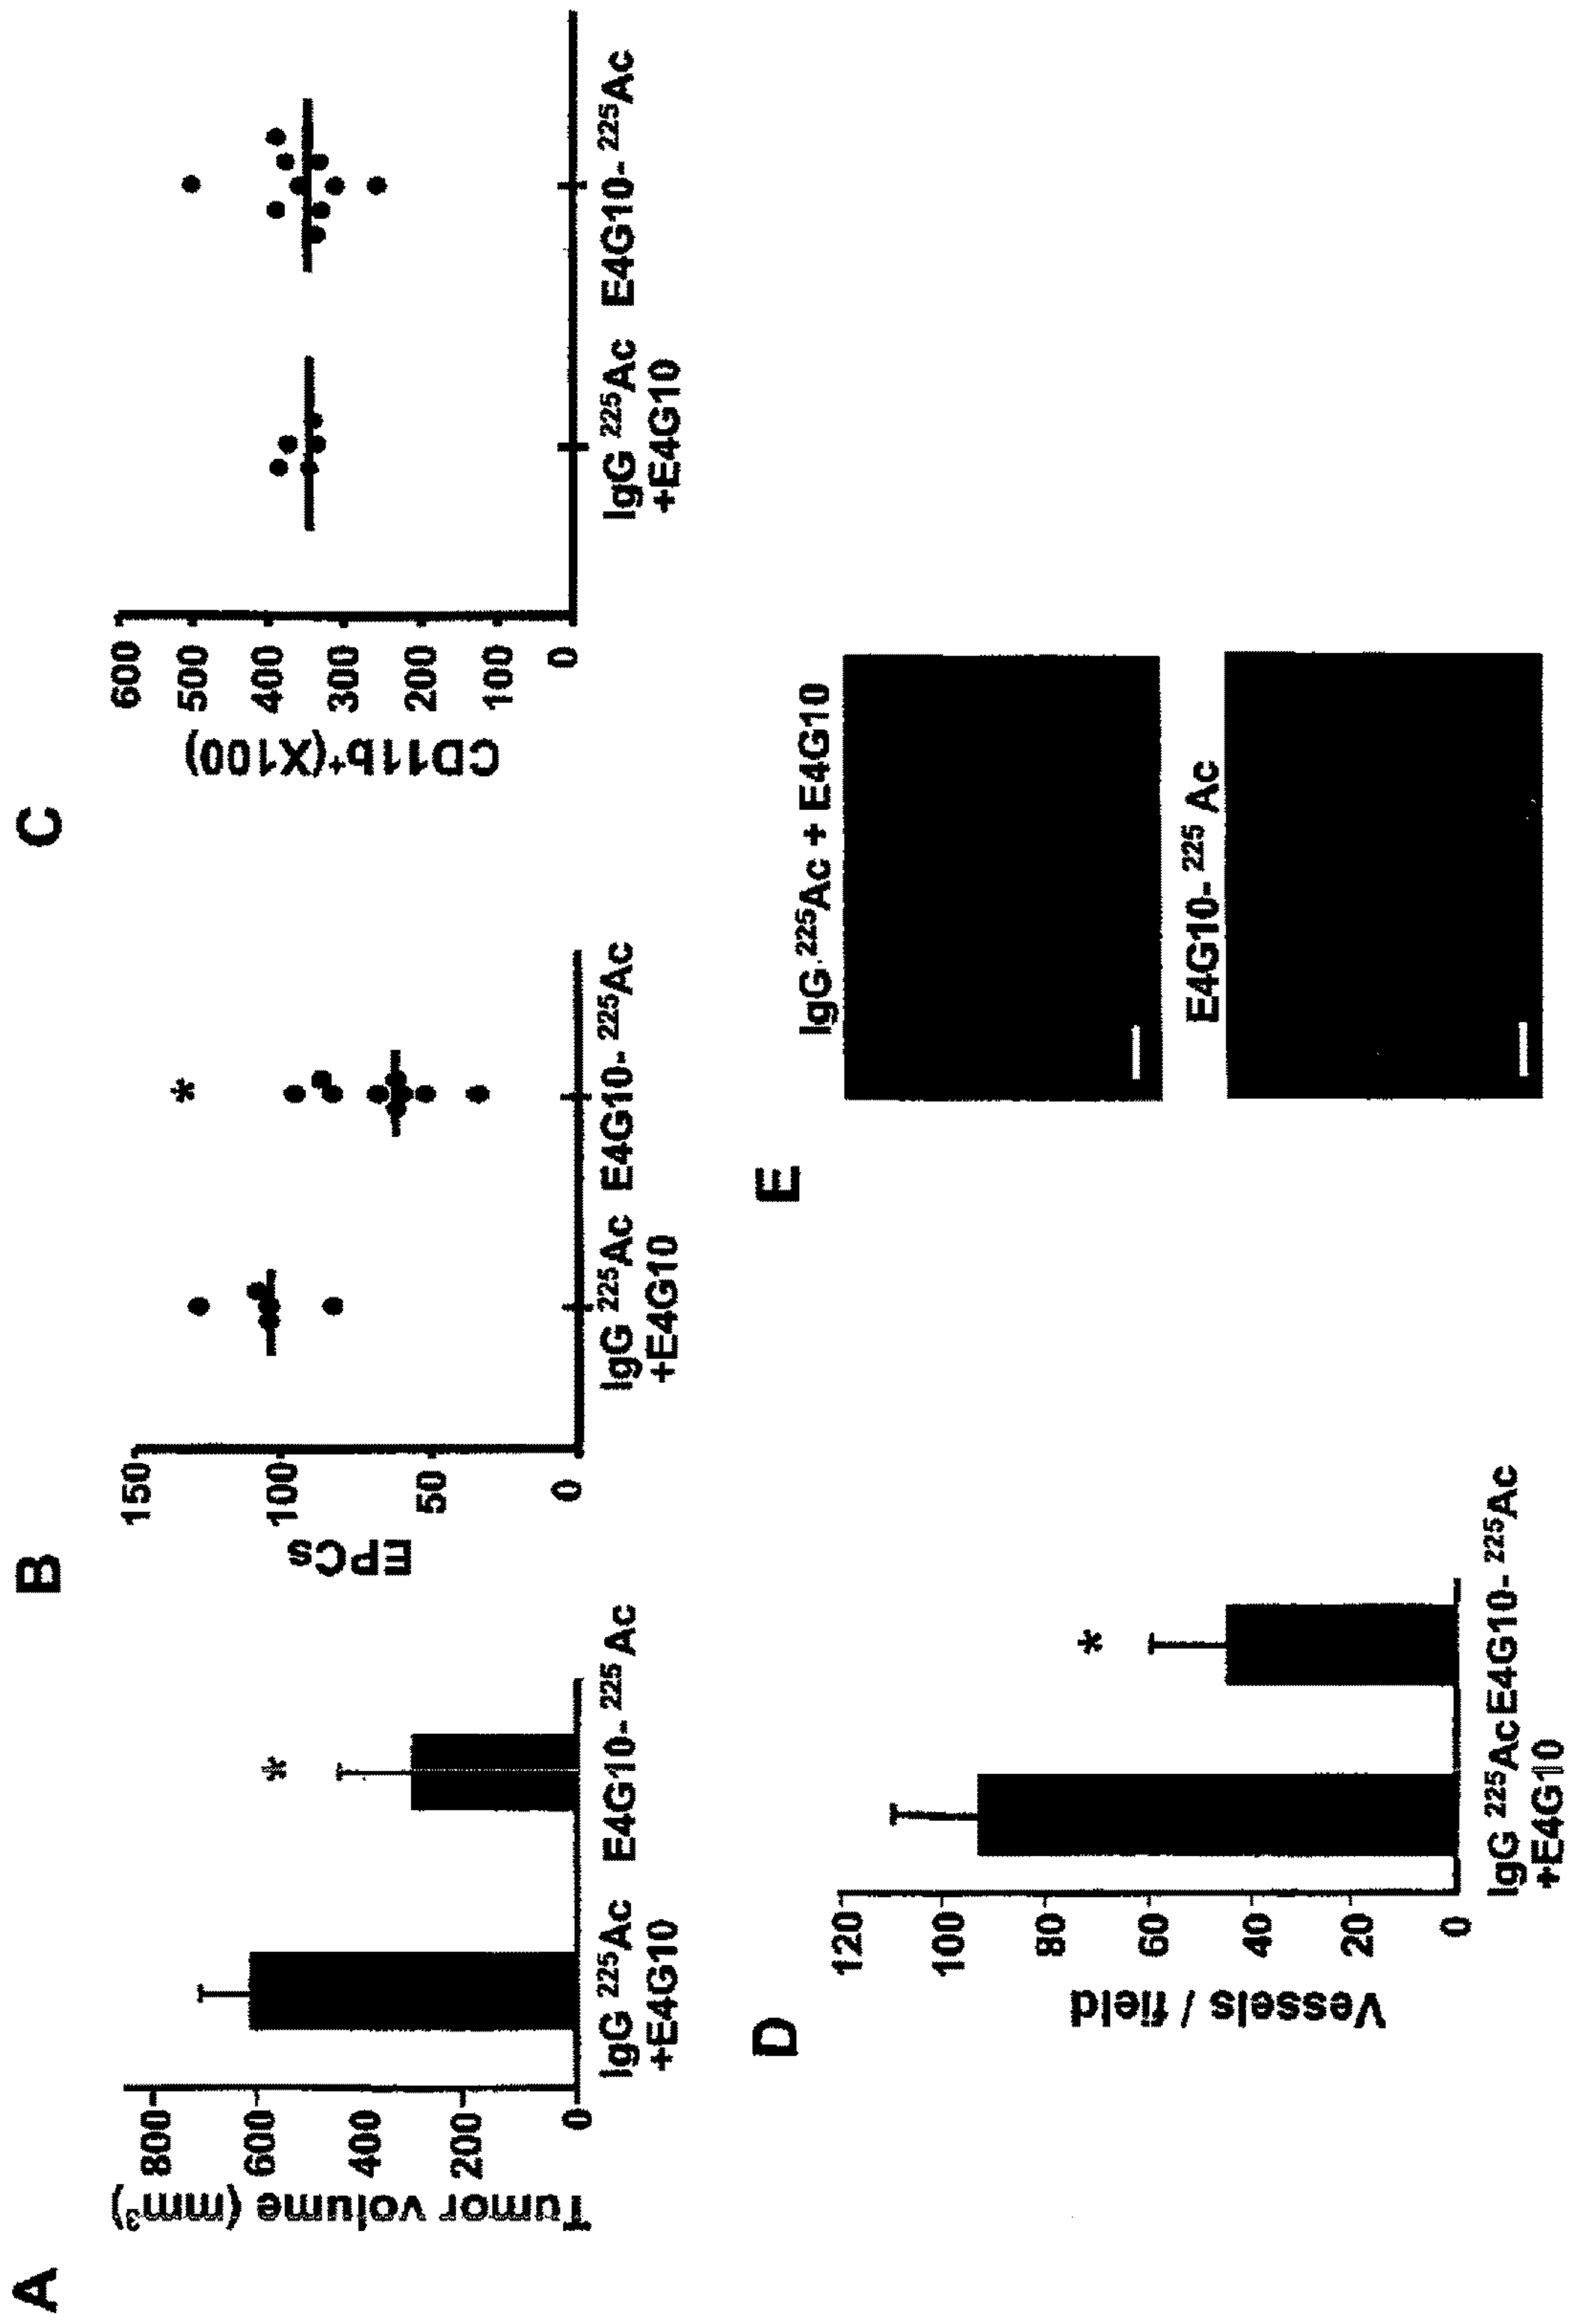 A
Tumor volume (mm³)
800
600
400
200
0
IgG ²²⁵Ac
+E4G10
E4G10-²²⁵Ac
*
B
EPCs
150
100
50
0
IgG ²²⁵Ac
+E4G10
E4G10-²²⁵Ac
*
C
CD11b⁺(X100)
600
500
400
300
200
100
0
IgG ²²⁵Ac
+E4G10
E4G10-²²⁵Ac
D
Vessels / field
120
100
80
60
40
20
0
IgG ²²⁵Ac
+E4G10
E4G10-²²⁵Ac
*
E
IgG-²²⁵Ac + E4G10
E4G10-²²⁵Ac